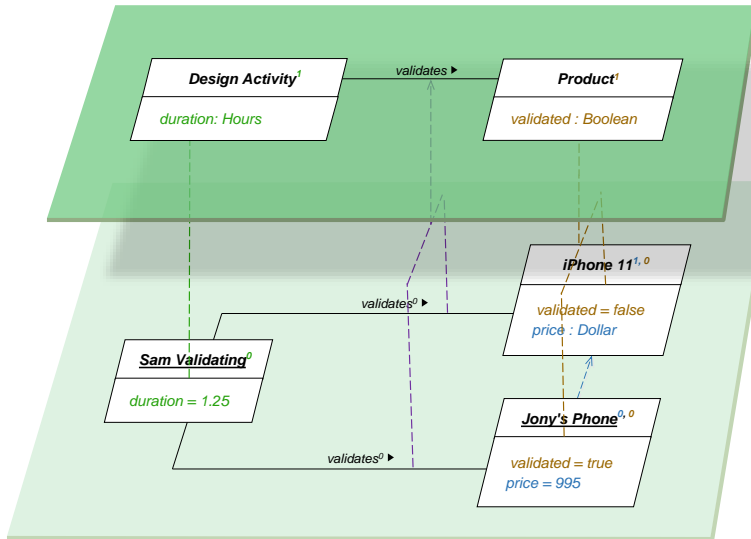 Design Activity¹
validates ▶
Product¹
duration: Hours
validated : Boolean
iPhone 11¹, ⁰
validates⁰ ▶
validated = false
price : Dollar
Sam Validating⁰
duration = 1.25
Jony's Phone⁰, ⁰
validates⁰ ▶
validated = true
price = 995